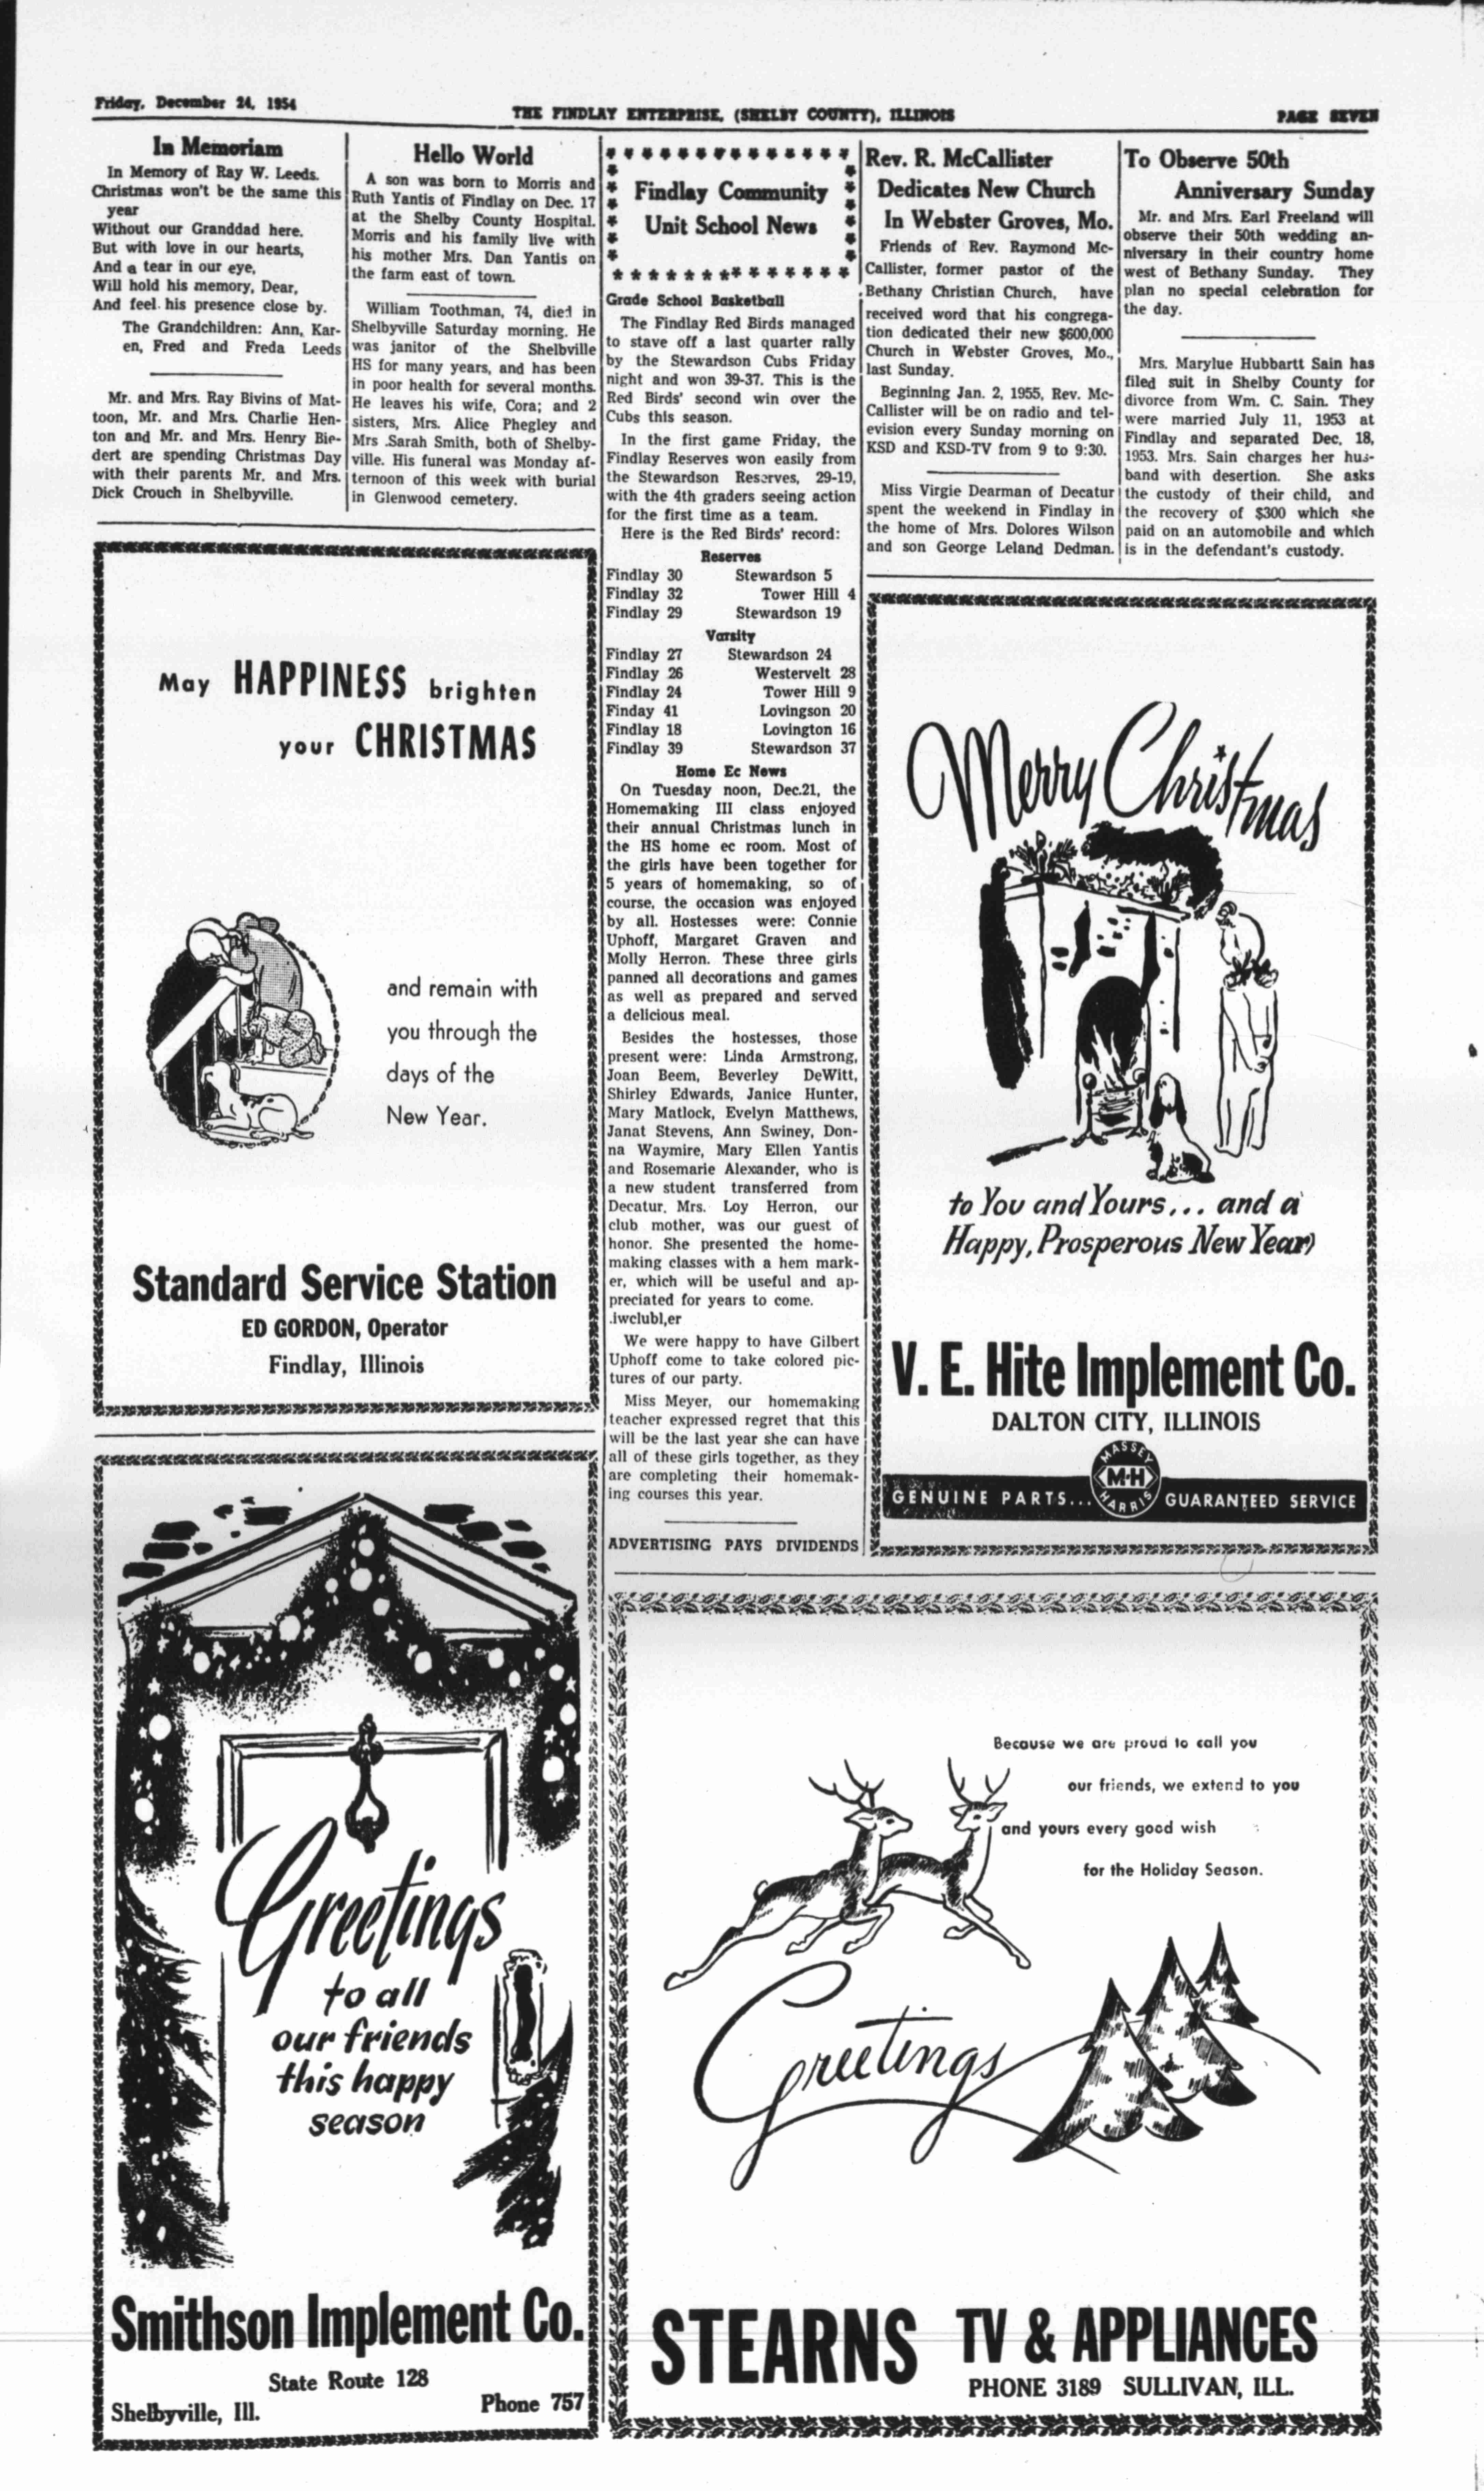 Friday, December 24, 1954
THE FINDLAY ENTERPRISE, (SHELBY COUNTY), ILLINOIS
PAGE SEVEN
In Memoriam
In Memory of Ray W. Leeds.
Christmas won't be the same this
year
Without our Granddad here.
But with love in our hearts,
And a tear in our eye,
Will hold his memory, Dear,
And feel his presence close by.
The Grandchildren: Ann, Kar-
en, Fred and Freda Leeds
Mr. and Mrs. Ray Bivins of Mat-
toon, Mr. and Mrs. Charlie Hen-
ton and Mr. and Mrs. Henry Bie-
dert are spending Christmas Day
with their parents Mr. and Mrs.
Dick Crouch in Shelbyville.
Hello World
A son was born to Morris and
Ruth Yantis of Findlay on Dec. 17
at the Shelby County Hospital.
Morris and his family live with
his mother Mrs. Dan Yantis on
the farm east of town.
William Toothman, 74, died in
Shelbyville Saturday morning. He
was janitor of the Shelbville
HS for many years, and has been
in poor health for several months.
He leaves his wife, Cora; and 2
sisters, Mrs. Alice Phegley and
Mrs .Sarah Smith, both of Shelby-
ville. His funeral was Monday af-
ternoon of this week with burial
in Glenwood cemetery.
Findlay Community
Unit School News
Grade School Basketball
The Findlay Red Birds managed
to stave off a last quarter rally
by the Stewardson Cubs Friday
night and won 39-37. This is the
Red Birds' second win over the
Cubs this season.
In the first game Friday, the
Findlay Reserves won easily from
the Stewardson Reserves, 29-19,
with the 4th graders seeing action
for the first time as a team.
Here is the Red Birds' record:
Reserves
Findlay 30 Stewardson 5
Findlay 32 Tower Hill 4
Findlay 29 Stewardson 19
Varsity
Findlay 27 Stewardson 24
Findlay 26 Westervelt 28
Findlay 24 Tower Hill 9
Finday 41 Lovingson 20
Findlay 18 Lovington 16
Findlay 39 Stewardson 37
Home Ec News
On Tuesday noon, Dec.21, the
Homemaking III class enjoyed
their annual Christmas lunch in
the HS home ec room. Most of
the girls have been together for
5 years of homemaking, so of
course, the occasion was enjoyed
by all. Hostesses were: Connie
Uphoff, Margaret Graven and
Molly Herron. These three girls
panned all decorations and games
as well as prepared and served
a delicious meal.
Besides the hostesses, those
present were: Linda Armstrong,
Joan Beem, Beverley DeWitt,
Shirley Edwards, Janice Hunter,
Mary Matlock, Evelyn Matthews,
Janat Stevens, Ann Swiney, Don-
na Waymire, Mary Ellen Yantis
and Rosemarie Alexander, who is
a new student transferred from
Decatur. Mrs. Loy Herron, our
club mother, was our guest of
honor. She presented the home-
making classes with a hem mark-
er, which will be useful and ap-
preciated for years to come.
.iwclubl,er
We were happy to have Gilbert
Uphoff come to take colored pic-
tures of our party.
Miss Meyer, our homemaking
teacher expressed regret that this
will be the last year she can have
all of these girls together, as they
are completing their homemak-
ing courses this year.
ADVERTISING PAYS DIVIDENDS
Rev. R. McCallister
Dedicates New Church
In Webster Groves, Mo.
Friends of Rev. Raymond Mc-
Callister, former pastor of the
Bethany Christian Church, have
received word that his congrega-
tion dedicated their new $600,000
Church in Webster Groves, Mo.,
last Sunday.
Beginning Jan. 2, 1955, Rev. Mc-
Callister will be on radio and tel-
evision every Sunday morning on
KSD and KSD-TV from 9 to 9:30.
Miss Virgie Dearman of Decatur
spent the weekend in Findlay in
the home of Mrs. Dolores Wilson
and son George Leland Dedman.
To Observe 50th
Anniversary Sunday
Mr. and Mrs. Earl Freeland will
observe their 50th wedding an-
niversary in their country home
west of Bethany Sunday. They
plan no special celebration for
the day.
Mrs. Marylue Hubbartt Sain has
filed suit in Shelby County for
divorce from Wm. C. Sain. They
were married July 11, 1953 at
Findlay and separated Dec. 18,
1953. Mrs. Sain charges her hus-
band with desertion. She asks
the custody of their child, and
the recovery of $300 which she
paid on an automobile and which
is in the defendant's custody.
May HAPPINESS brighten
your CHRISTMAS
and remain with
you through the
days of the
New Year.
Standard Service Station
ED GORDON, Operator
Findlay, Illinois
Merry Christmas
to You and Yours... and a
Happy, Prosperous New Year
V. E. Hite Implement Co.
DALTON CITY, ILLINOIS
GENUINE PARTS... MASSEY M-H HARRIS GUARANTEED SERVICE
Greetings
to all
our friends
this happy
season
Smithson Implement Co.
State Route 128
Shelbyville, Ill. Phone 757
Because we are proud to call you
our friends, we extend to you
and yours every good wish
for the Holiday Season.
Greetings
STEARNS TV & APPLIANCES
PHONE 3189 SULLIVAN, ILL.